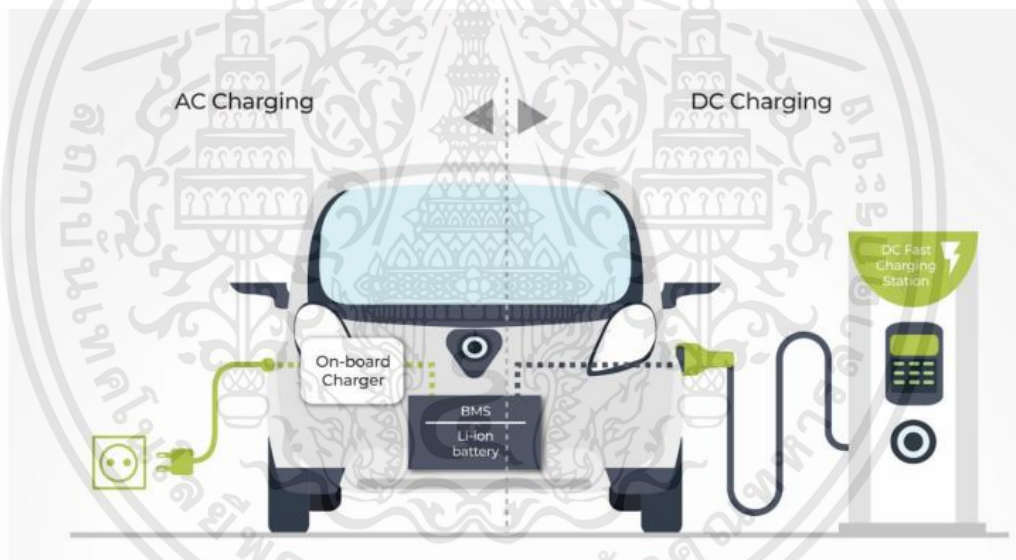 AC Charging
DC Charging
DC Fast
Charging
Station
On-board
Charger
BMS
Li-ion
battery